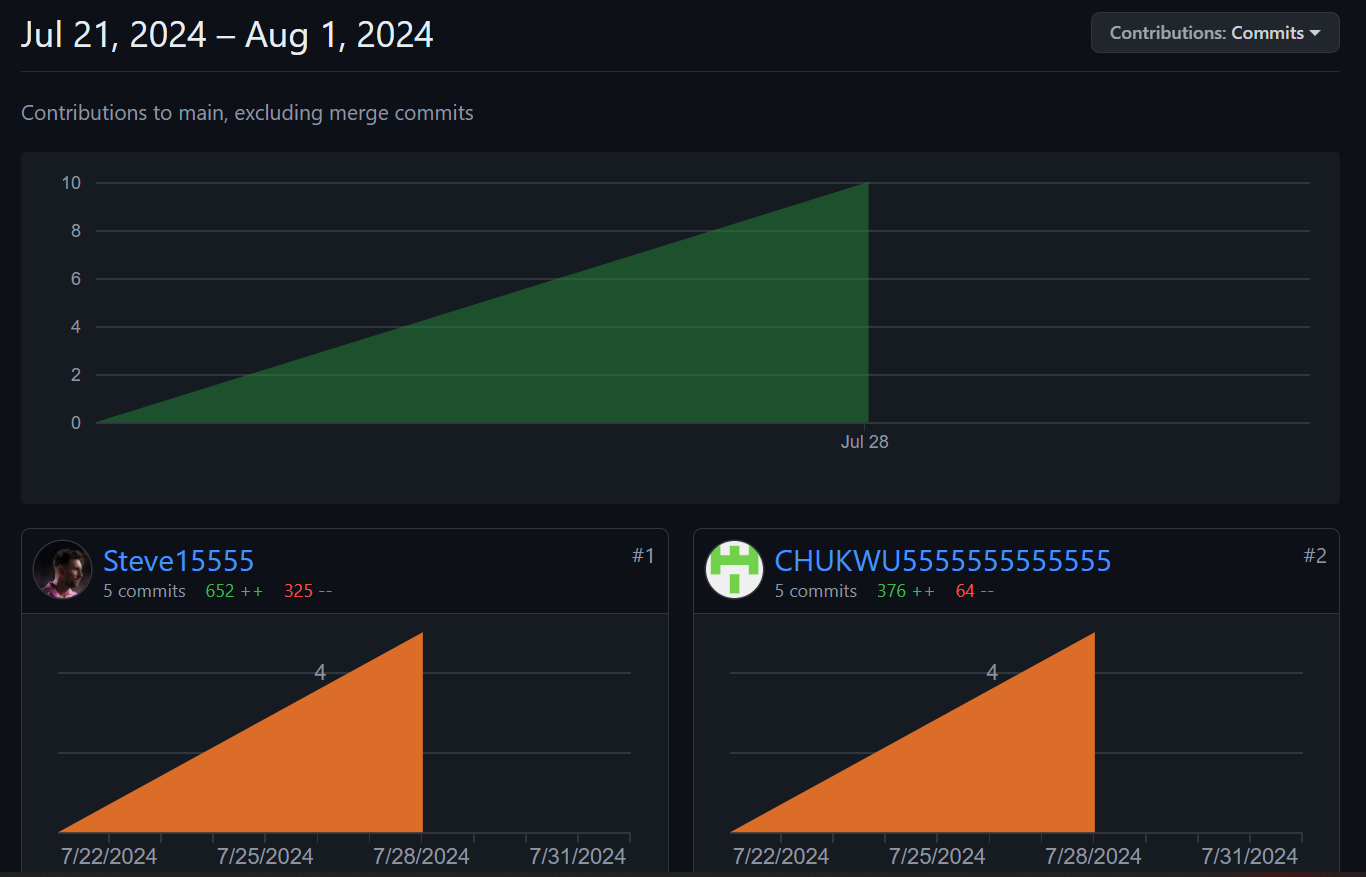 Jul 21, 2024 – Aug 1, 2024
Contributions: Commits
Contributions to main, excluding merge commits
10
8
6
4
2
0
Jul 28
Steve15555
#1
5 commits 652 ++ 325 --
4
7/22/2024 7/25/2024 7/28/2024 7/31/2024
CHUKWU5555555555555
#2
5 commits 376 ++ 64 --
4
7/22/2024 7/25/2024 7/28/2024 7/31/2024